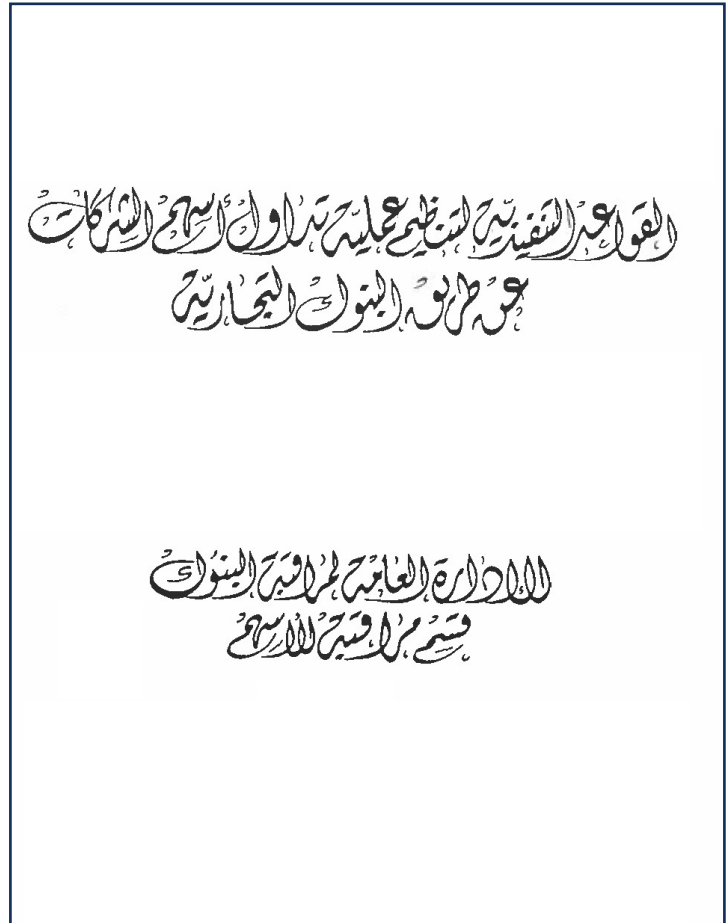 القواعد التنفيذية لتنظيم عملية تداول أسهم الشركات
عن طريق البنوك التجارية
الإدارة العامة لمراقبة البنوك
قسم مراقبة الأسهم